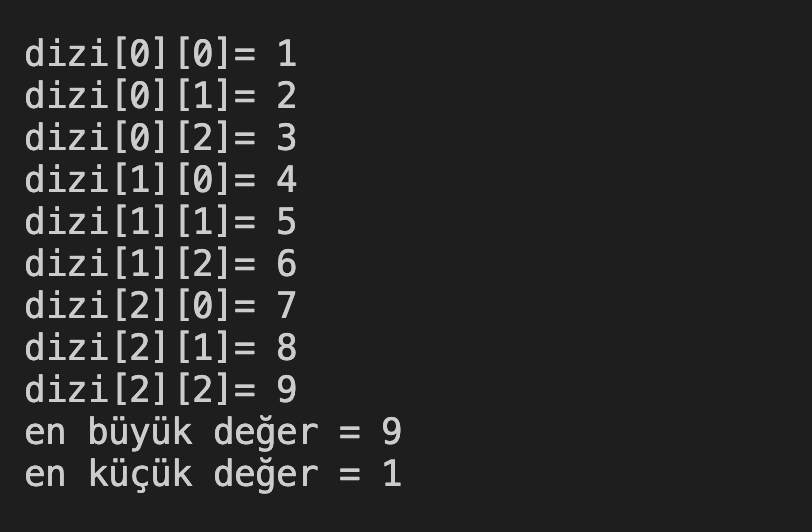 dizi[0][0]= 1
dizi[0][1]= 2
dizi[0][2]= 3
dizi[1][0]= 4
dizi[1][1]= 5
dizi[1][2]= 6
dizi[2][0]= 7
dizi[2][1]= 8
dizi[2][2]= 9
en büyük değer = 9
en küçük değer = 1